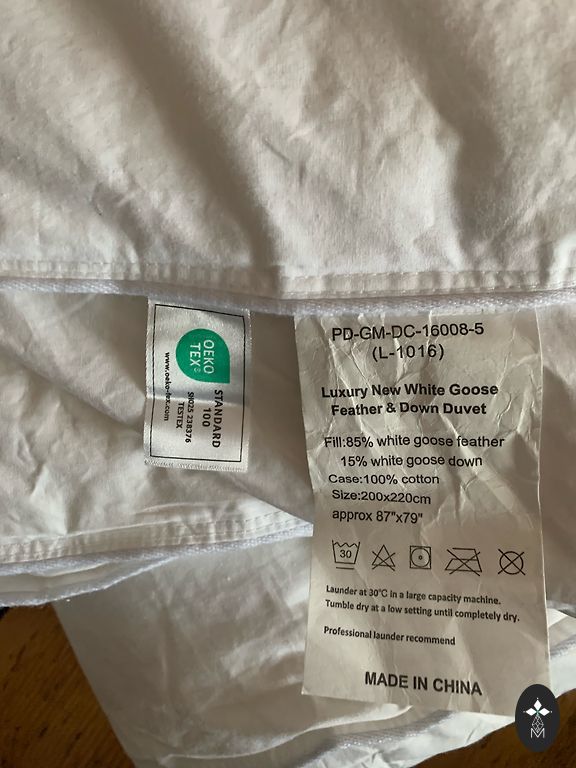 OEKO
TEX®
STANDARD
100
SH025 238376
TESTEX
www.oeko-tex.com
PD-GM-DC-16008-5
(L-1016)
Luxury New White Goose
Feather & Down Duvet
Fill:85% white goose feather
15% white goose down
Case:100% cotton
Size:200x220cm
approx 87"x79"
30
Launder at 30℃ in a large capacity machine.
Tumble dry at a low setting until completely dry.
Professional launder recommend
MADE IN CHINA
M